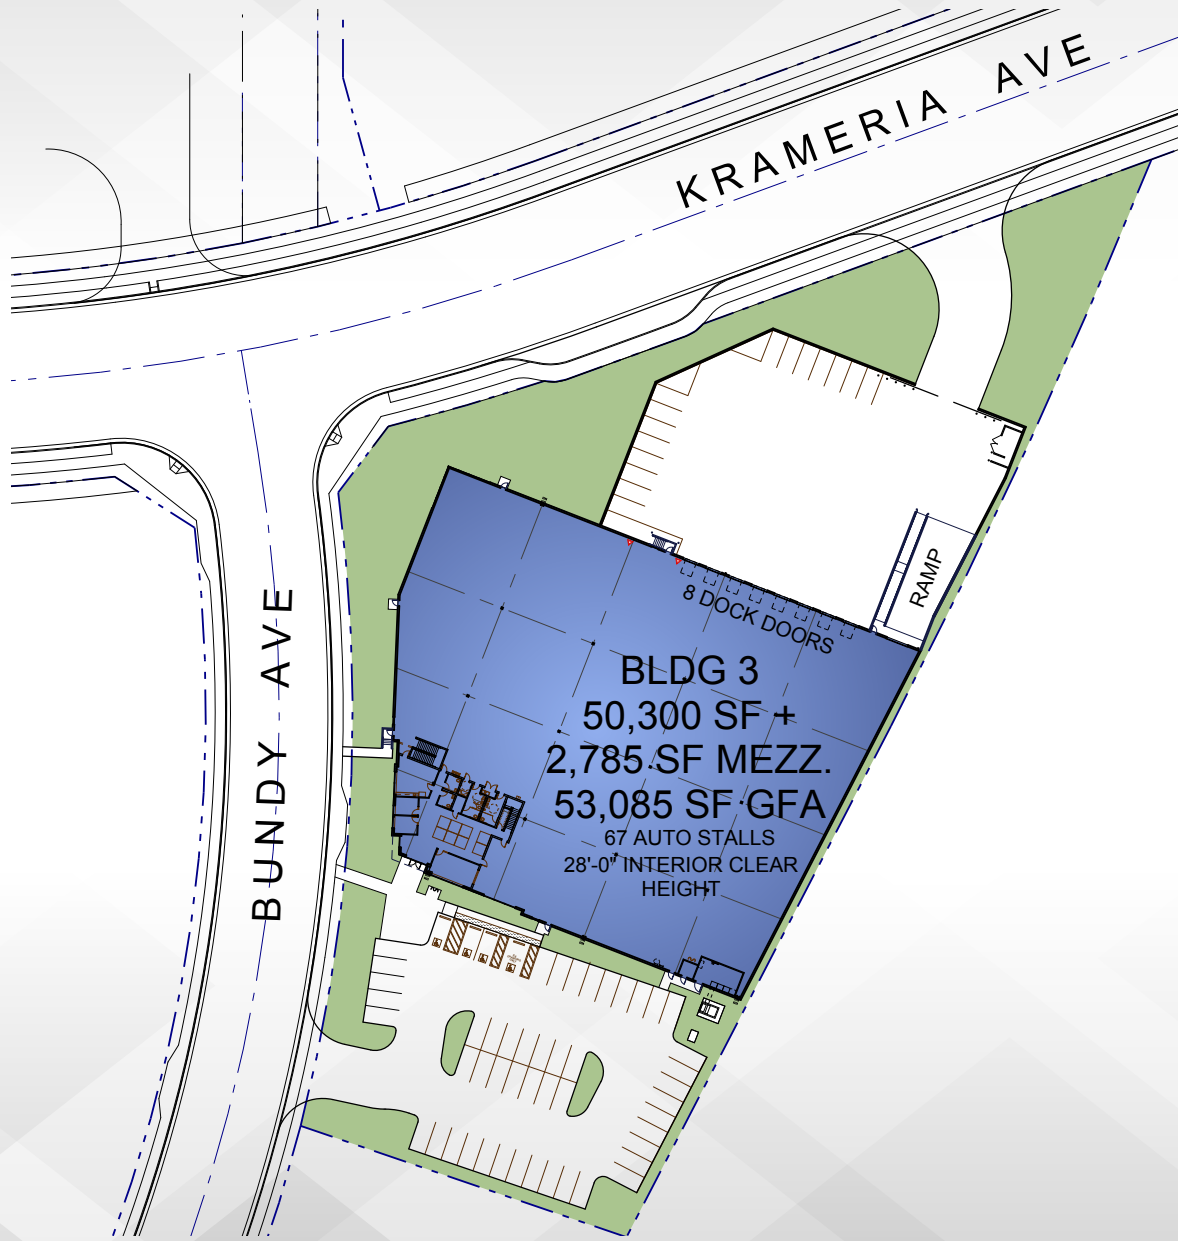 KRAMERIA AVE
BUNDY AVE
RAMP
8 DOCK DOORS
BLDG 3
50,300 SF +
2,785 SF MEZZ.
53,085 SF GFA
67 AUTO STALLS
28'-0" INTERIOR CLEAR
HEIGHT